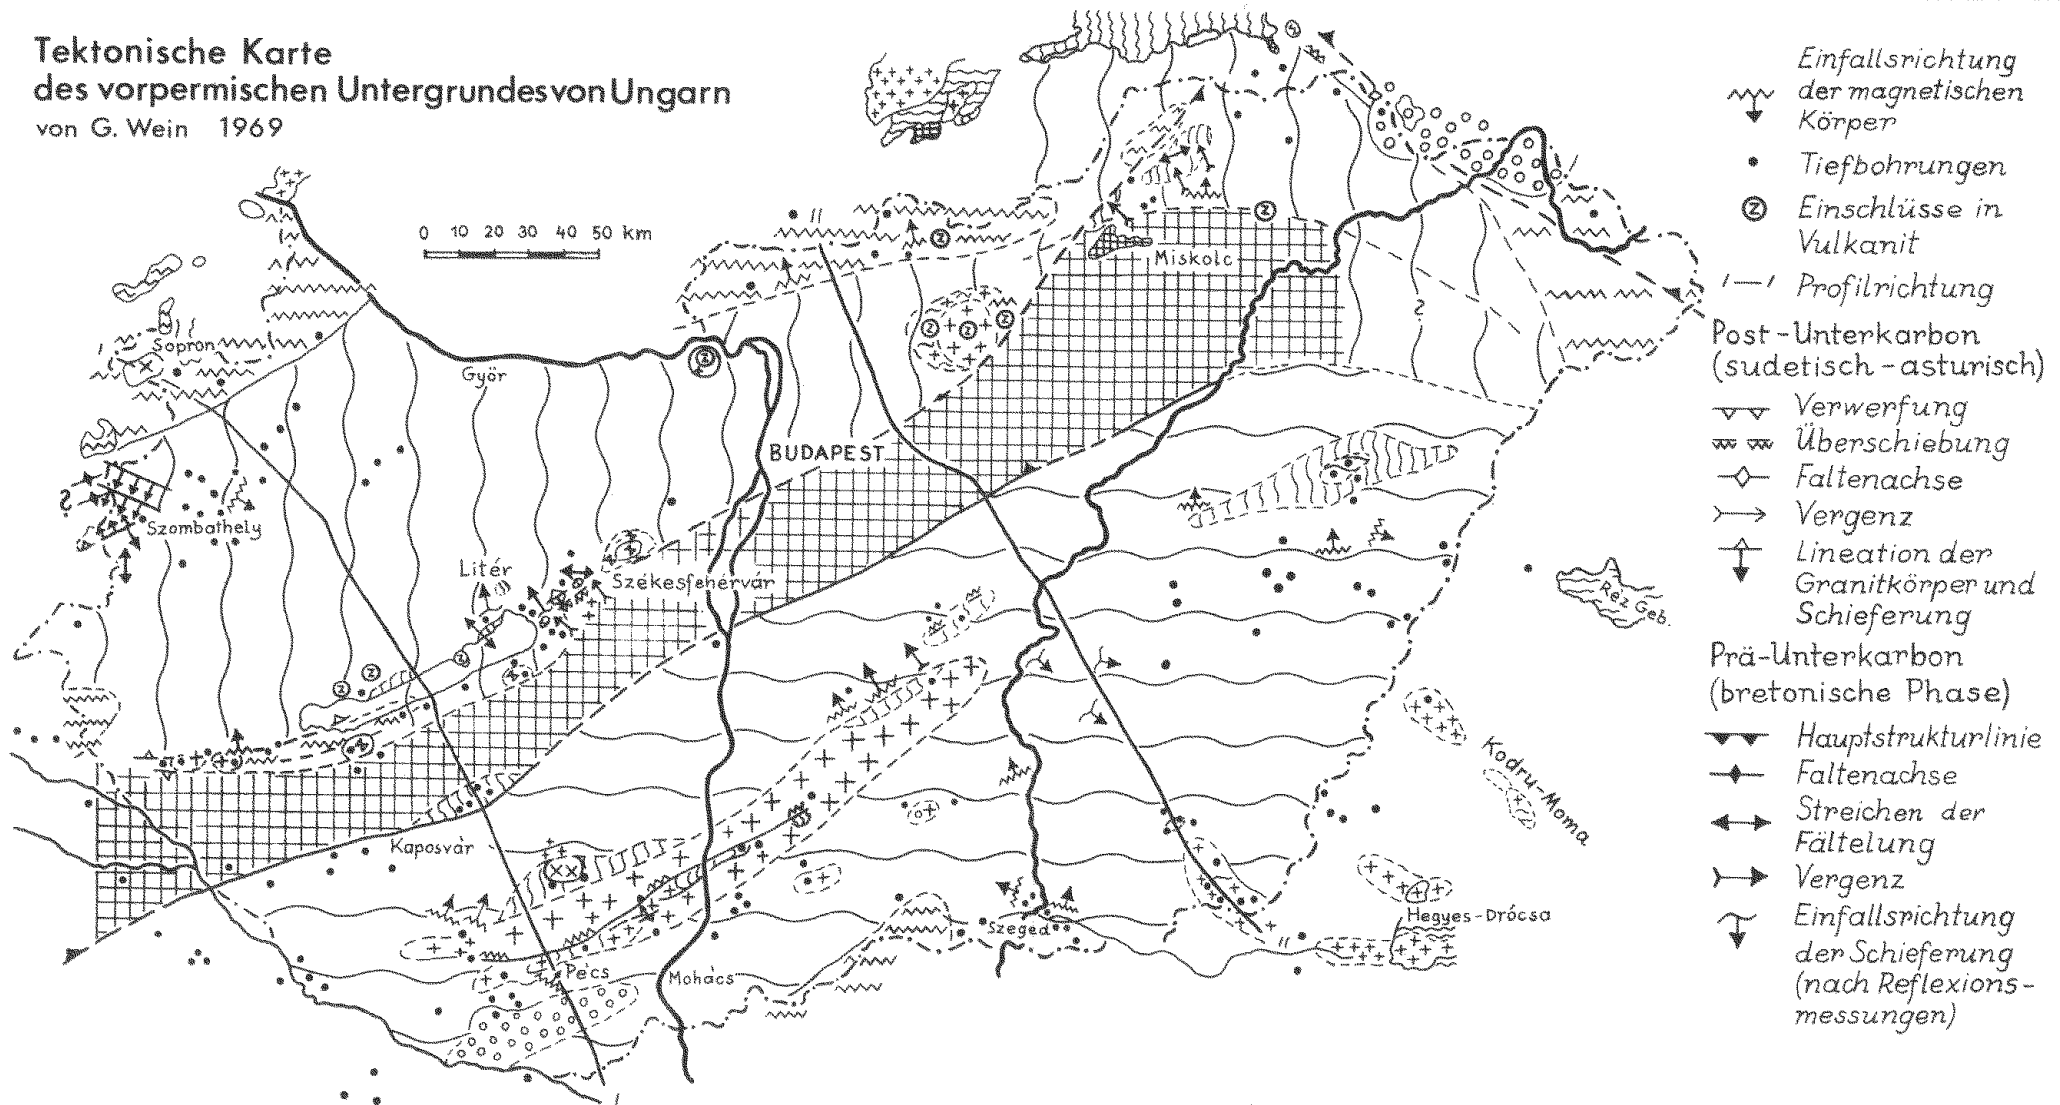 Tektonische Karte
des vorpermischen Untergrundes von Ungarn
von G. Wein 1969
0 10 20 30 40 50 km
Miskolc
Sopron
Györ
BUDAPEST
Szombathely
Litér
Székesfehérvár
Réz Geb.
Kodru-Moma
Kaposvár
Hegyes-Drócsa
Szeged
Pécs
Mohács
Einfallsrichtung
der magnetischen
Körper
Tiefbohrungen
Einschlüsse in
Vulkanit
Profilrichtung
Post-Unterkarbon
(sudetisch-asturisch)
Verwerfung
Überschiebung
Faltenachse
Vergenz
Lineation der
Granitkörper und
Schieferung
Prä-Unterkarbon
(bretonische Phase)
Hauptstrukturlinie
Faltenachse
Streichen der
Fältelung
Vergenz
Einfallsrichtung
der Schieferung
(nach Reflexions-
messungen)